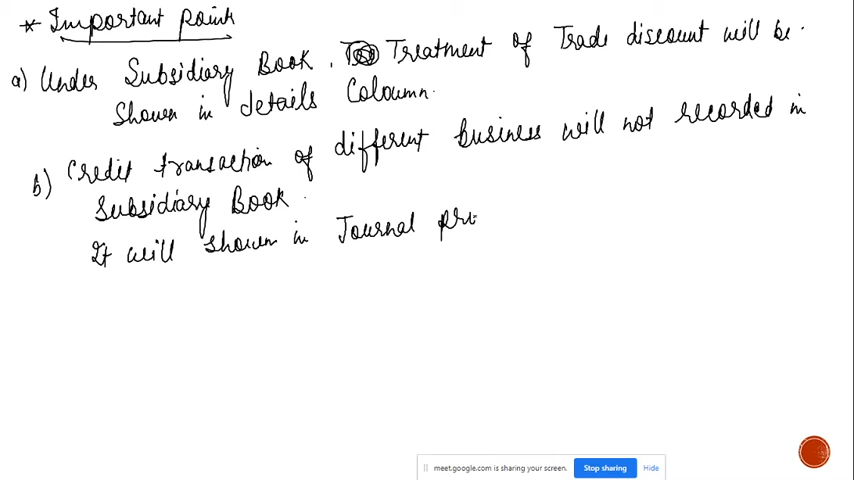 * Important point
a) Under Subsidiary Book. Treatment of Trade discount will be.
Shown in details Coloumn.
b) Credit transaction of different business will not recorded in
Subsidiary Book.
It will shown in Journal pr
meet.google.com is sharing your screen. Stop sharing Hide